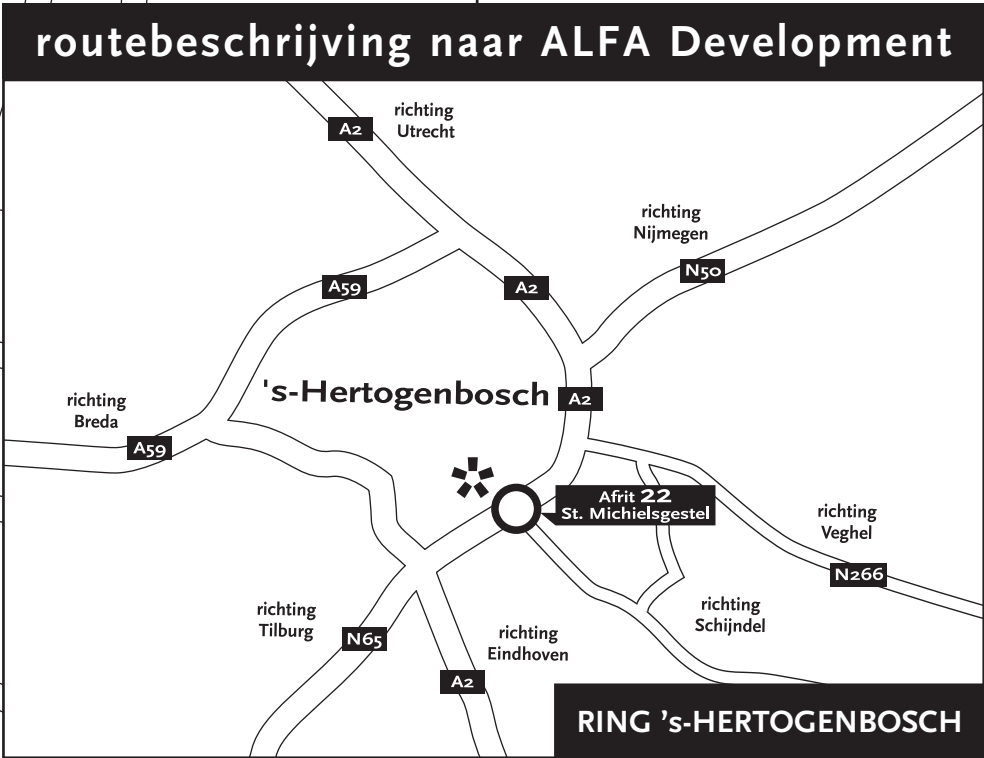 routebeschrijving naar ALFA Development
richting
Utrecht
A2
richting
Nijmegen
N50
A59
A2
's-Hertogenbosch
A2
richting
Breda
A59
Afrit 22
St. Michielsgestel
richting
Veghel
N266
richting
Tilburg
N65
richting
Schijndel
richting
Eindhoven
A2
RING ’s-HERTOGENBOSCH